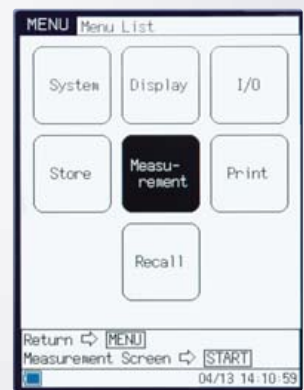 MENU Menu List
System Display I/O
Store Measu-
rement Print
Recall
Return ⇨ MENU
Measurement Screen ⇨ START
04/13 14:10:59